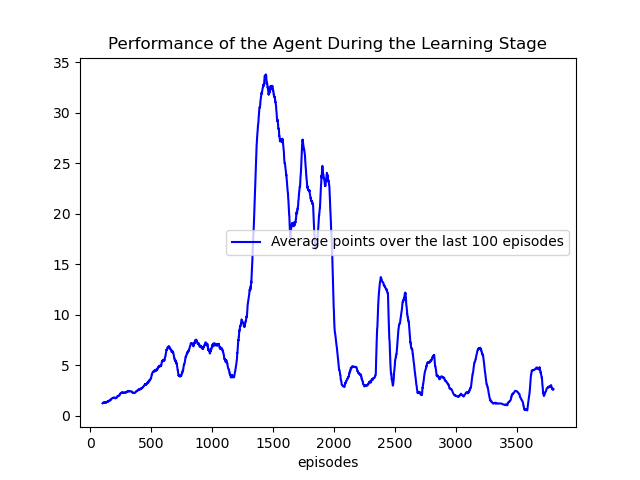 Performance of the Agent During the Learning Stage
35
30
25
20
15
10
5
0
Average points over the last 100 episodes
0 500 1000 1500 2000 2500 3000 3500
episodes